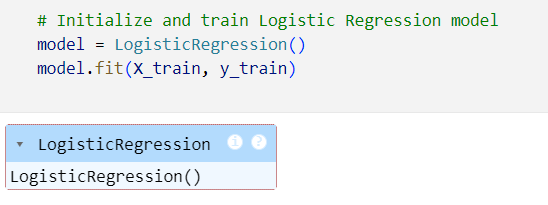 # Initialize and train Logistic Regression model
model = LogisticRegression()
model.fit(X_train, y_train)
▾ LogisticRegression i ?
LogisticRegression()